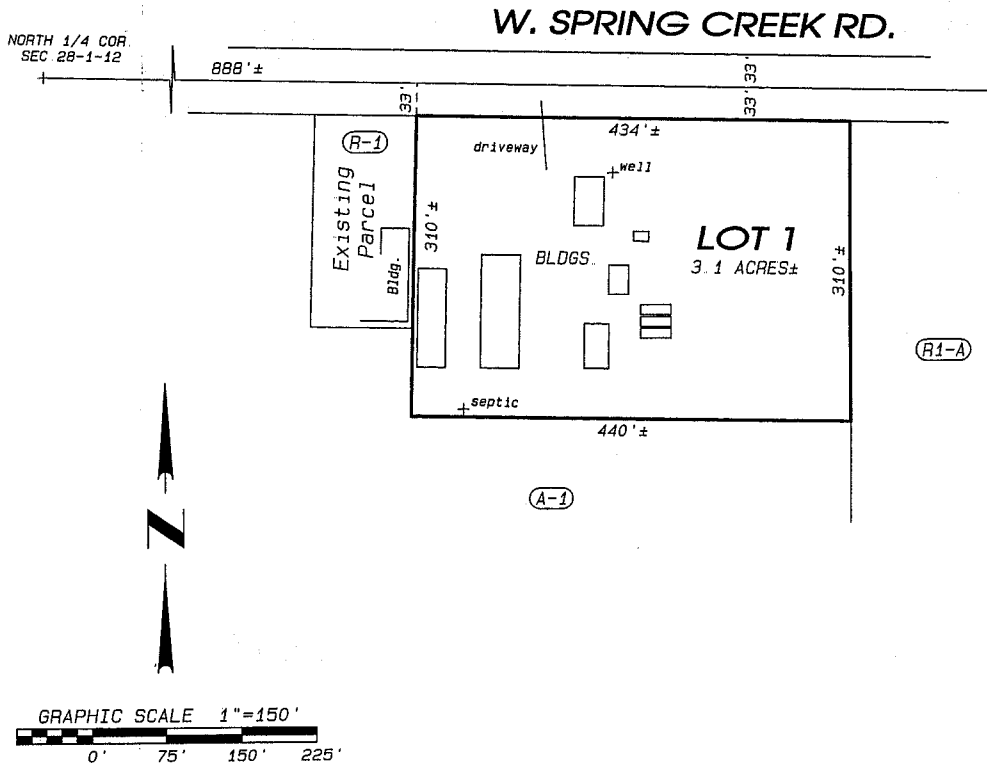 W. SPRING CREEK RD.
NORTH 1/4 COR.
SEC. 28-1-12
888'±
33'
33'
33'
434'±
R-1
driveway
well
Existing
Parcel
310'±
Bldg.
BLDGS.
LOT 1
3.1 ACRES±
310'±
R1-A
septic
440'±
A-1
N
GRAPHIC SCALE 1"=150'
0' 75' 150' 225'